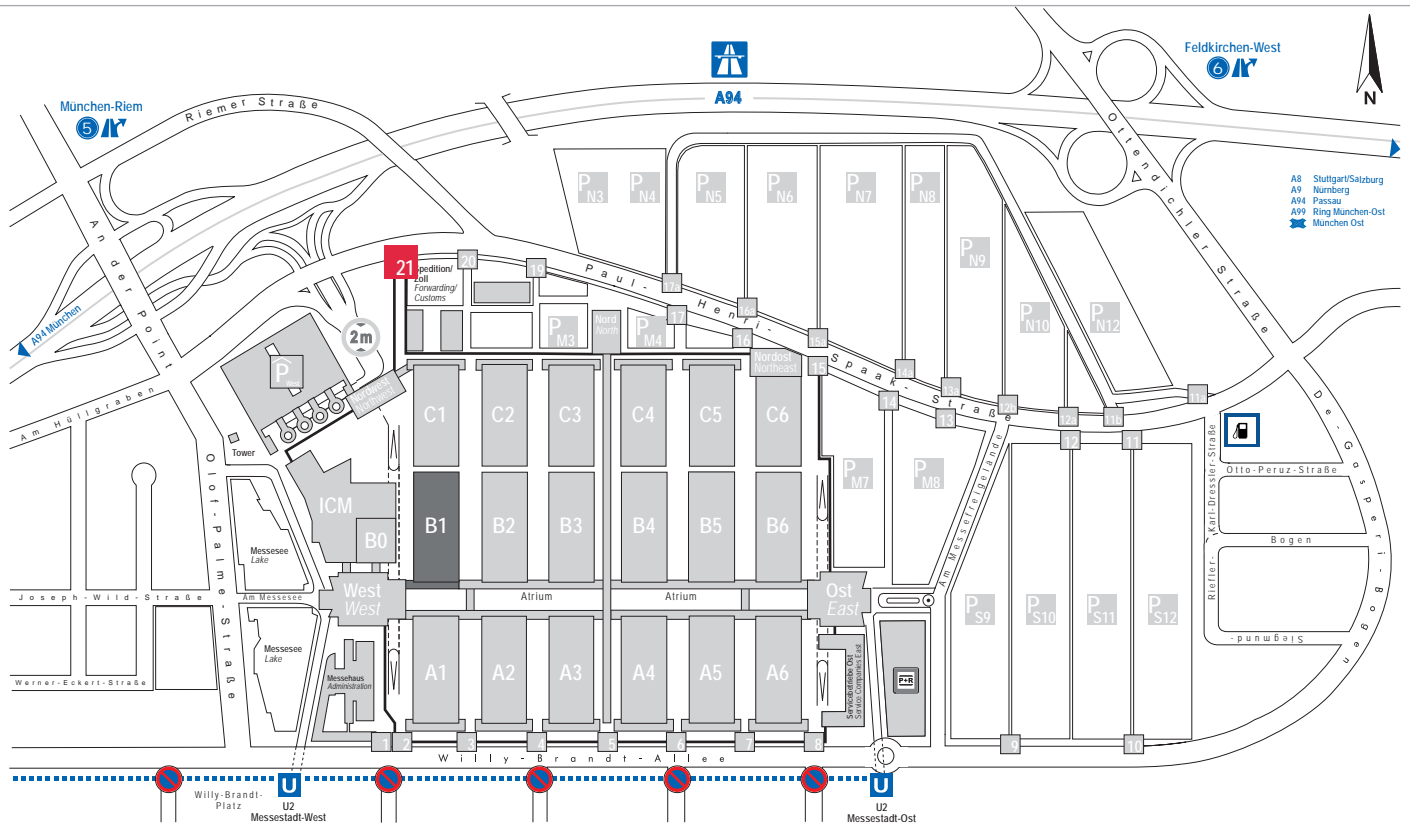 Feldkirchen-West
6
München-Riem
5
Riemer Straße
A94
N
Ottendichler Straße
A8 Stuttgart/Salzburg
A9 Nürnberg
A94 Passau
A99 Ring München-Ost
München Ost
P N3
P N4
P N5
P N6
P N7
P N8
P N9
P N10
P N12
An der Point
A94 München
21
Spedition/
Zoll
Forwarding/
Customs
20
19
17a
16a
15a
14a
13a
12b
12a
11b
11a
Paul-Henri-Spaak-Straße
2m
P West
Nordwest
Northwest
P M3
Nord
North
P M4
17
16
15
14
13
12
11
Nordost
Northeast
Am Hüllgraben
Tower
C1
C2
C3
C4
C5
C6
P M7
P M8
Am Messefreigelände
Karl-Dressler-Straße
Otto-Peruz-Straße
De-Gasperi-Bogen
ICM
B0
B1
B2
B3
B4
B5
B6
Olof-Palme-Straße
Messesee
Lake
Riefler-
Bogen
Joseph-Wild-Straße
Am Messesee
West
West
Atrium
Atrium
Ost
East
P S9
P S10
P S11
P S12
Siegmund-
Messesee
Lake
Werner-Eckert-Straße
Messehaus
Administration
A1
A2
A3
A4
A5
A6
Servicebetriebe Ost
Service Companies East
P+R
1
2
3
4
5
6
7
8
9
10
Willy-Brandt-Allee
Willy-Brandt-
Platz
U
U2
Messestadt-West
U
U2
Messestadt-Ost